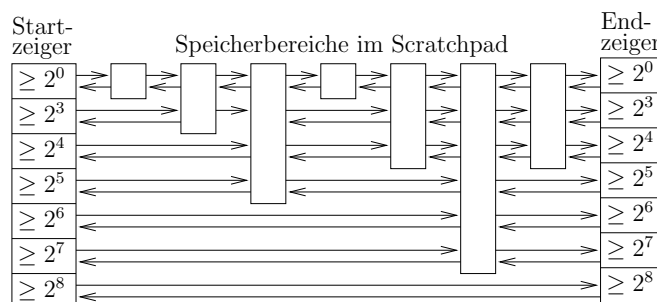 Start-
zeiger
Speicherbereiche im Scratchpad
End-
zeiger
≥ 2⁰
≥ 2³
≥ 2⁴
≥ 2⁵
≥ 2⁶
≥ 2⁷
≥ 2⁸
≥ 2⁰
≥ 2³
≥ 2⁴
≥ 2⁵
≥ 2⁶
≥ 2⁷
≥ 2⁸